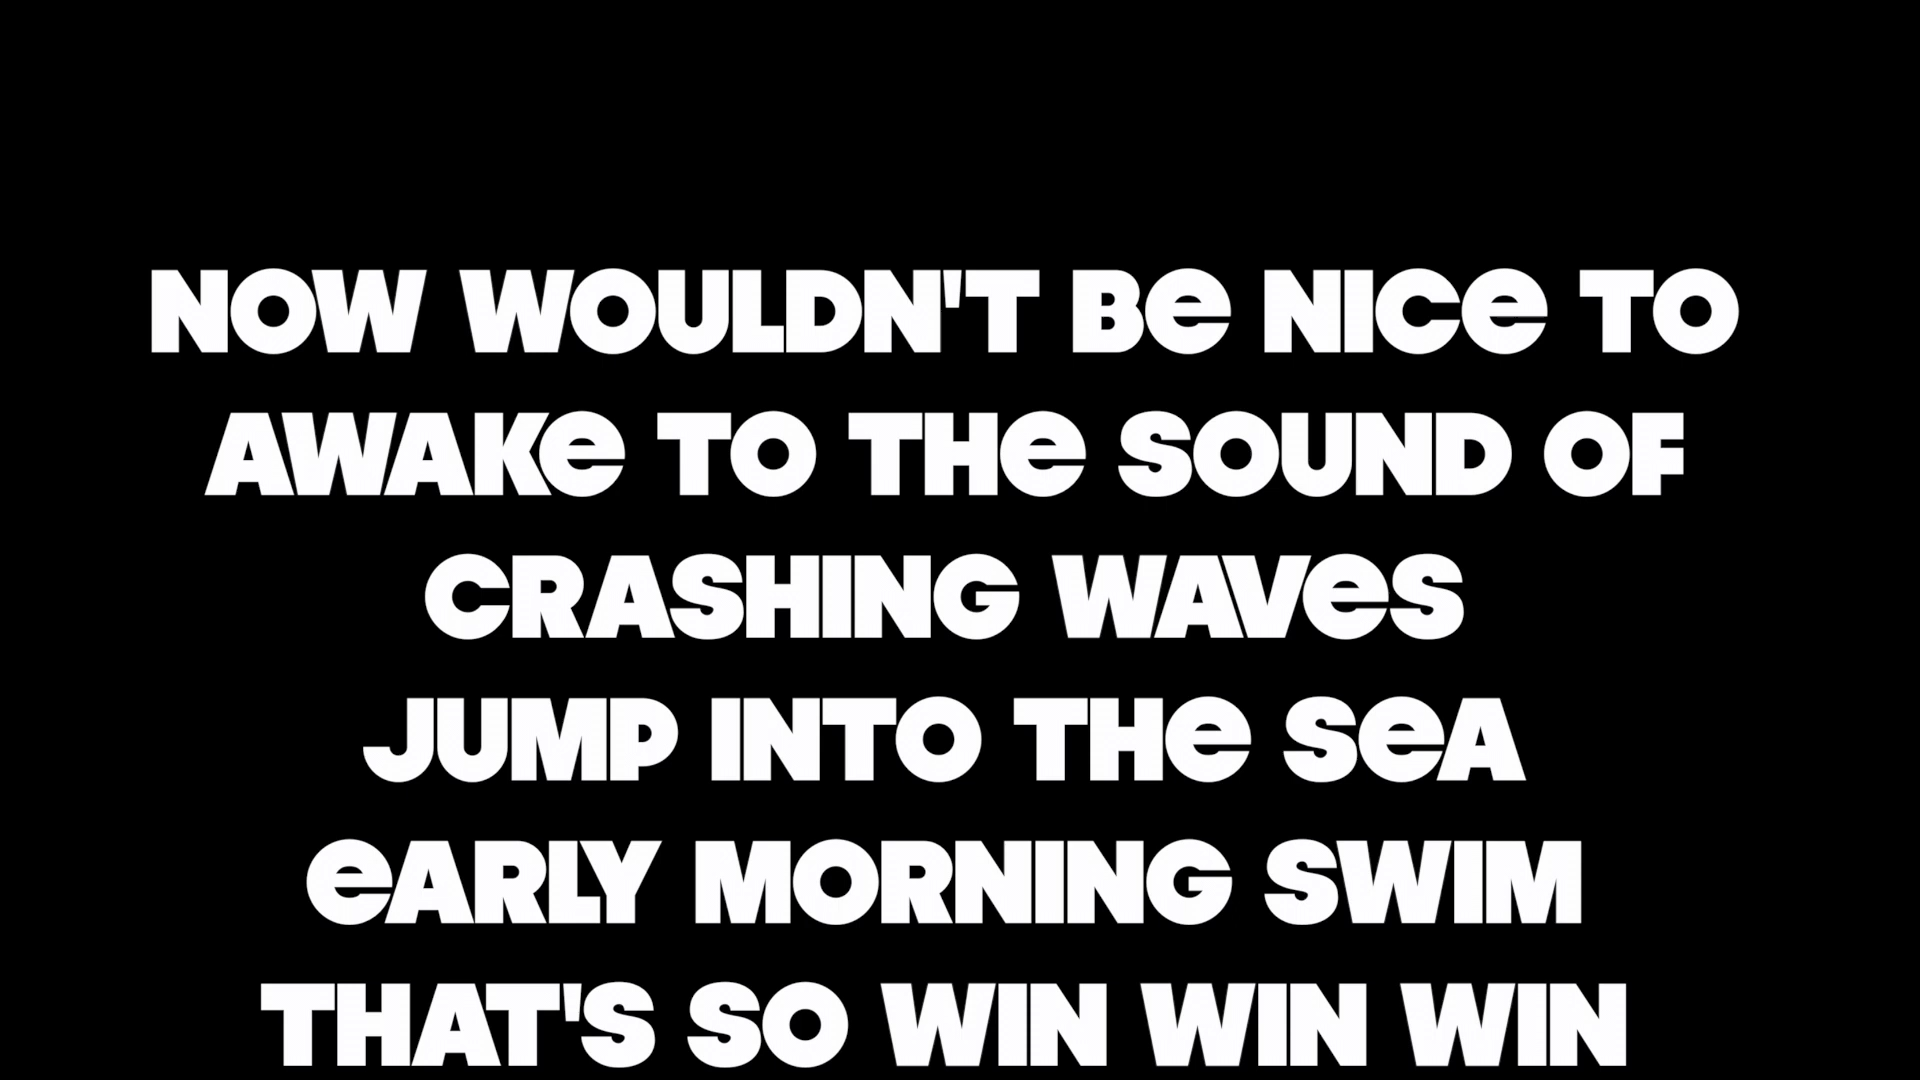 NOW WOULDN'T Be NICe TO
AWAKe TO THe SOUND OF
CRASHING WAVeS
JUMP INTO THe SeA
eARLY MORNING SWIM
THAT'S SO WIN WIN WIN